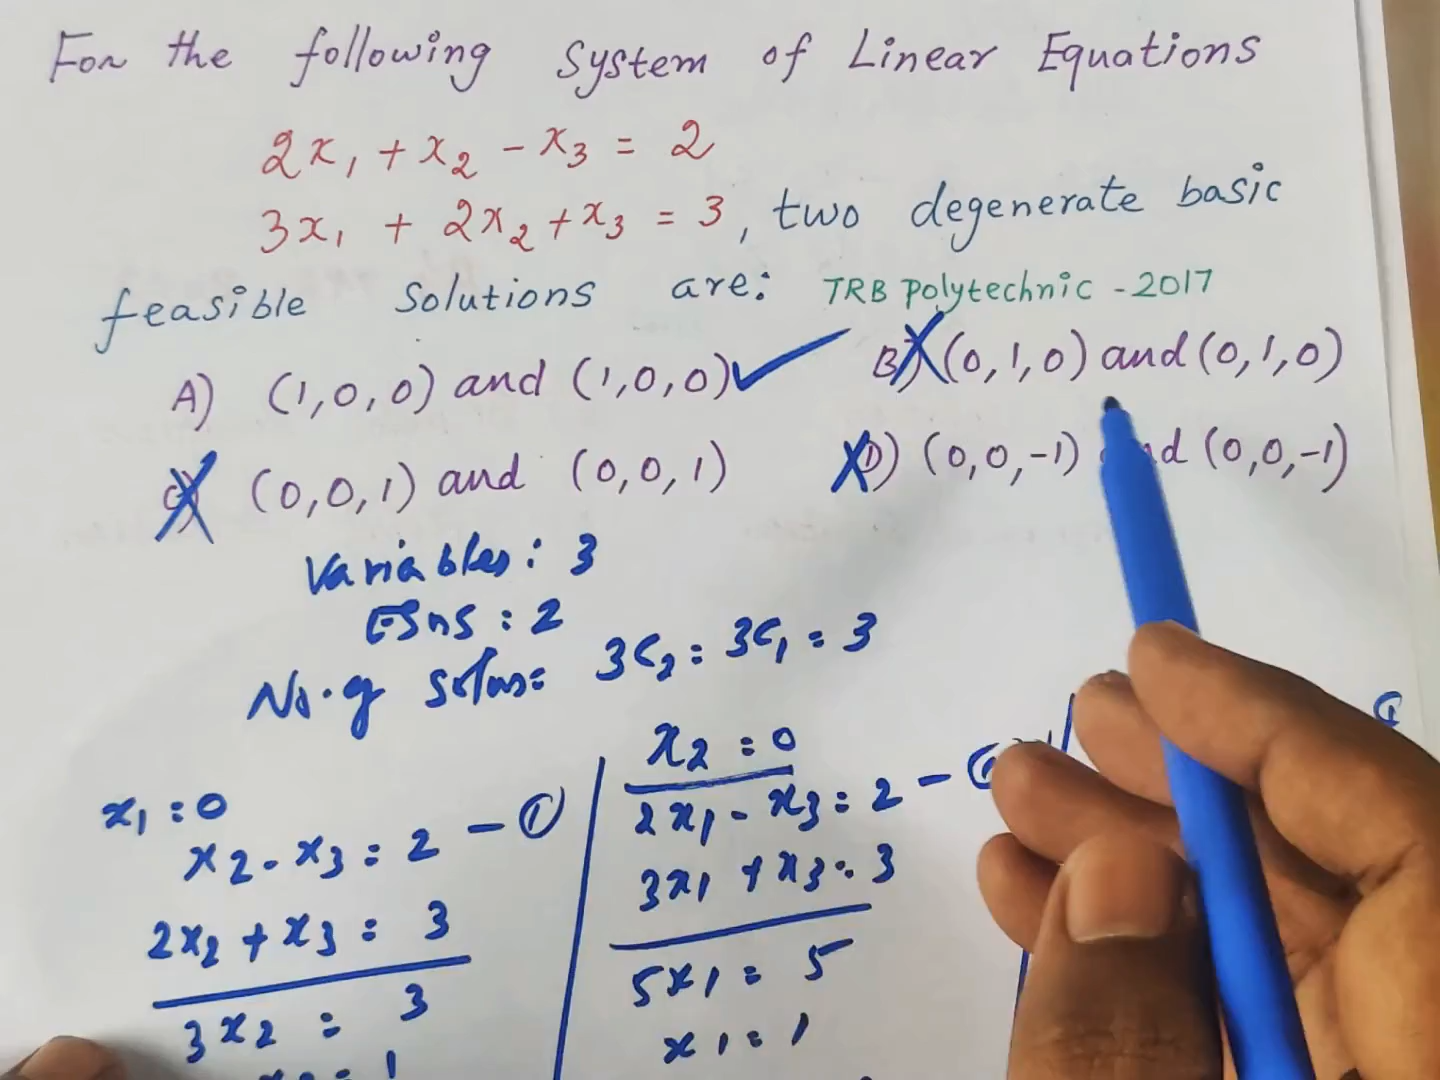 For the following System of Linear Equations
2x₁ + x₂ - x₃ = 2
3x₁ + 2x₂ + x₃ = 3, two degenerate basic
feasible solutions are: TRB polytechnic - 2017
A) (1,0,0) and (1,0,0) ✓
B) (0,1,0) and (0,1,0)
C) (0,0,1) and (0,0,1)
D) (0,0,-1) and (0,0,-1)
Variables: 3
Eqns: 2
No. of solns = 3C₂ = 3C₁ = 3
x₁ = 0
x₂ - x₃ = 2 - ①
2x₂ + x₃ = 3
3x₂ = 3
x₂ = 0
2x₁ - x₃ = 2 -
3x₁ + x₃ = 3
5x₁ = 5
x₁ = 1